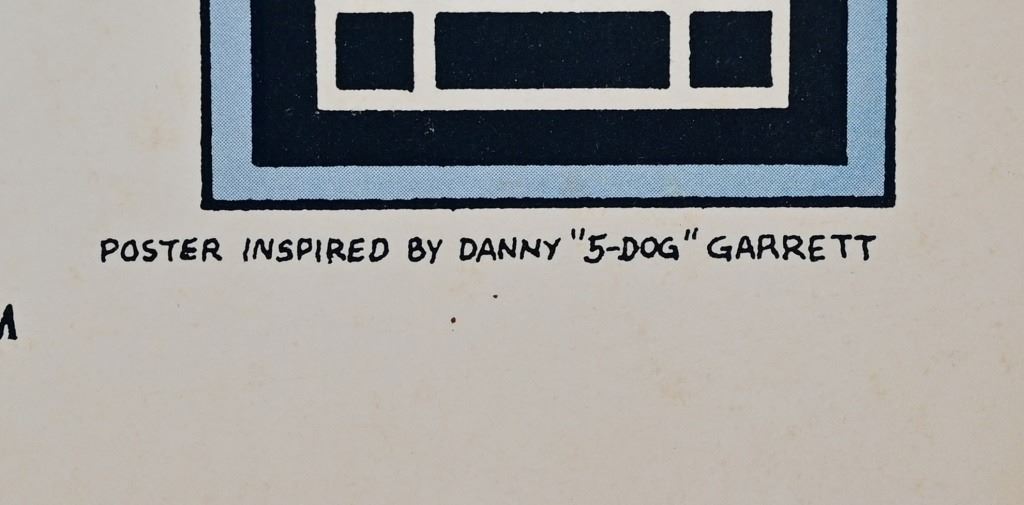 POSTER INSPIRED BY DANNY "5-DOG" GARRETT